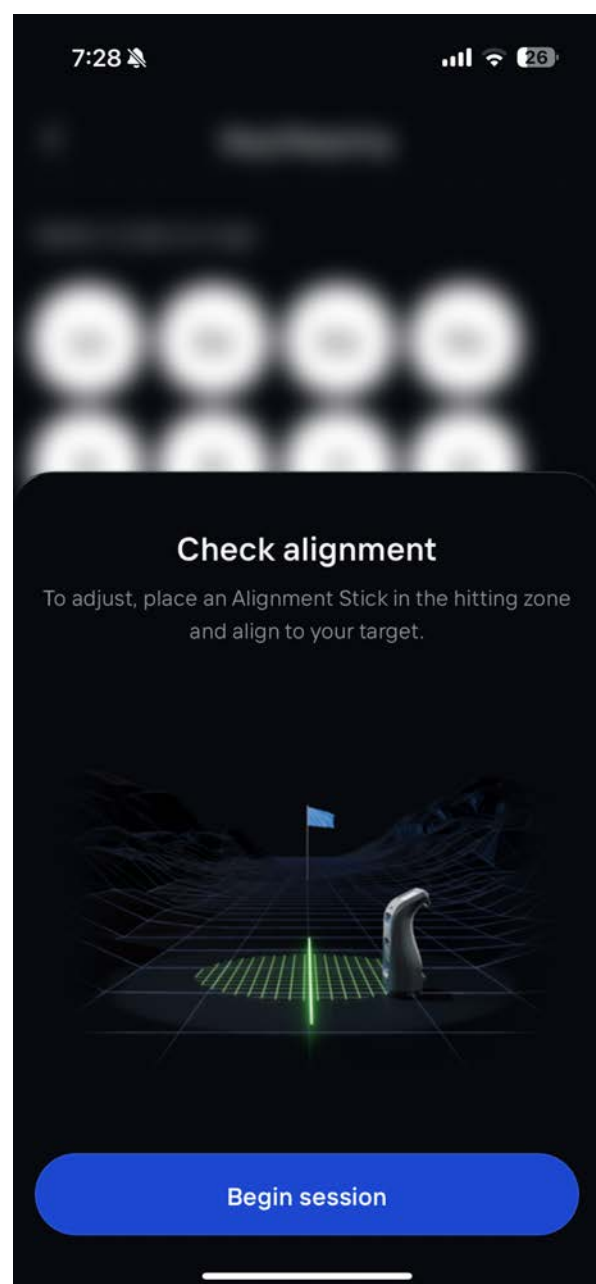 7:28
26
Check alignment
To adjust, place an Alignment Stick in the hitting zone
and align to your target.
Begin session